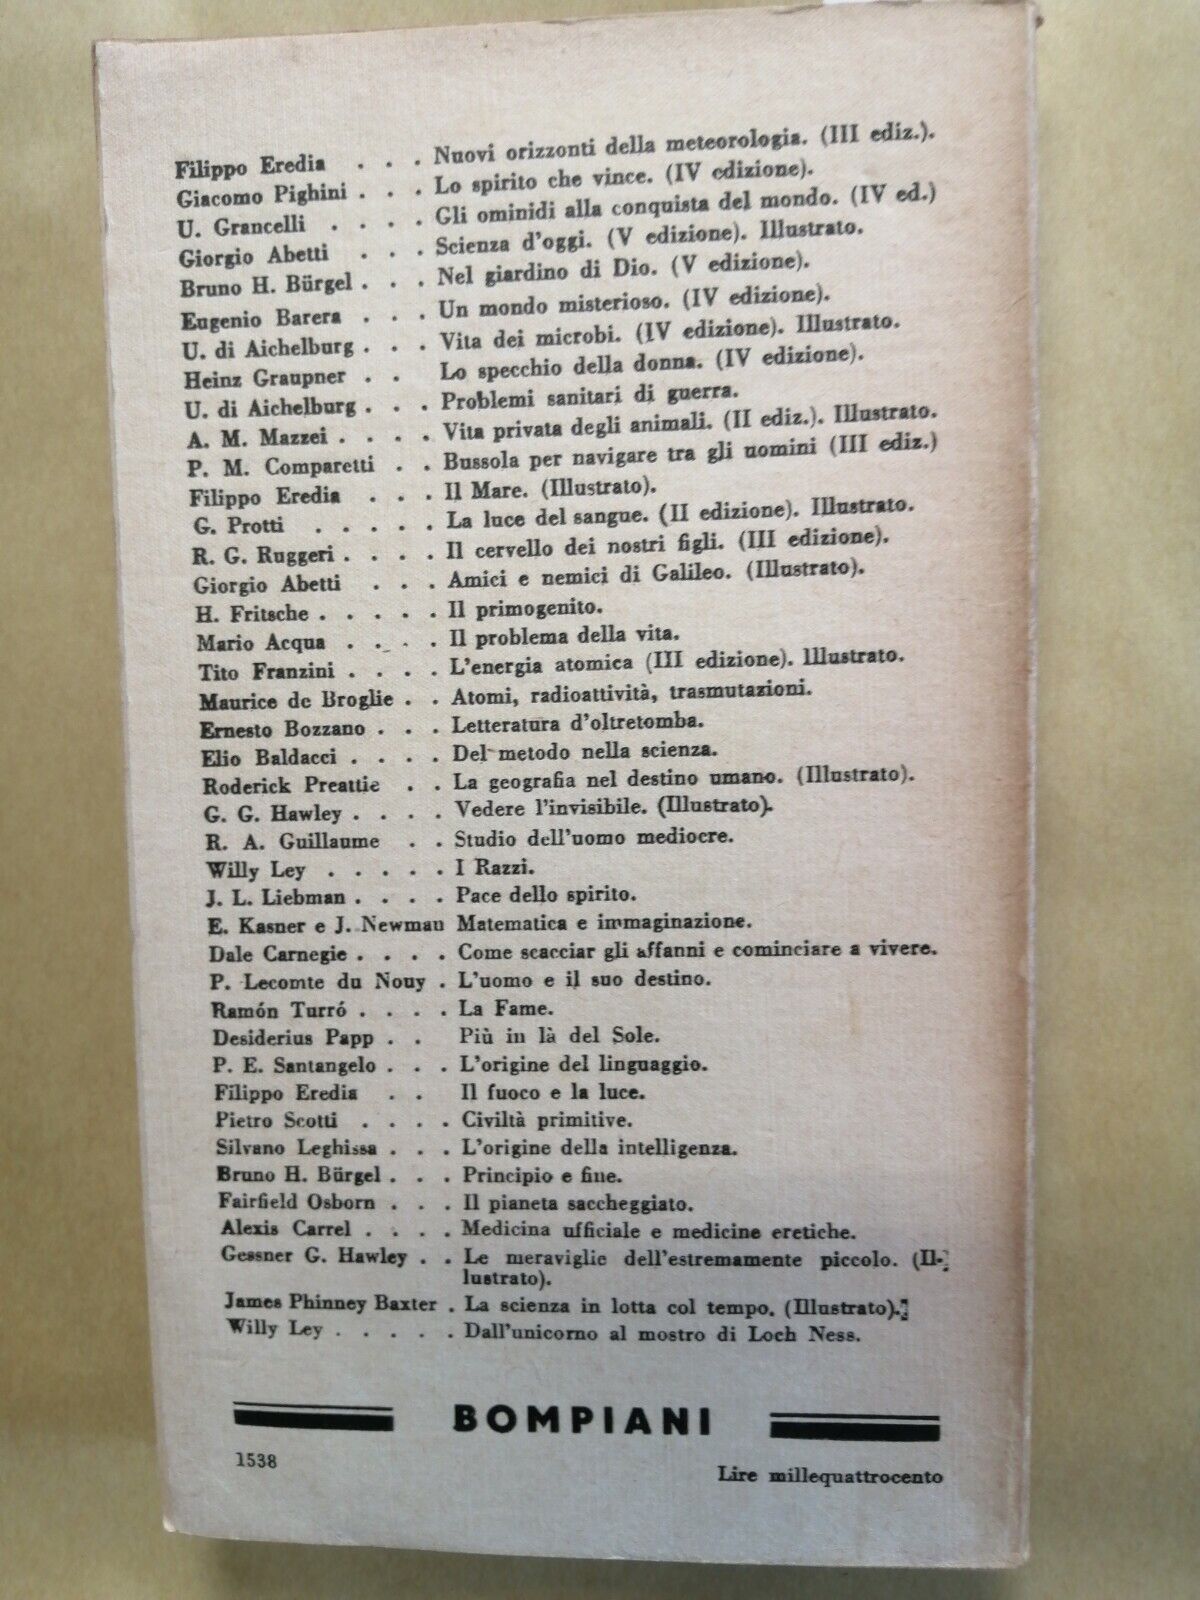 Filippo Eredia . . . Nuovi orizzonti della meteorologia. (III ediz.).
Giacomo Pighini . . . Lo spirito che vince. (IV edizione).
U. Grancelli . . . . Gli ominidi alla conquista del mondo. (IV ed.)
Giorgio Abetti . . . Scienza d'oggi. (V edizione). Illustrato.
Bruno H. Bürgel . . . Nel giardino di Dio. (V edizione).
Eugenio Barera . . . Un mondo misterioso. (IV edizione).
U. di Aichelburg . . . Vita dei microbi. (IV edizione). Illustrato.
Heinz Graupner . . Lo specchio della donna. (IV edizione).
U. di Aichelburg . . . Problemi sanitari di guerra.
A. M. Mazzei . . . . Vita privata degli animali. (II ediz.). Illustrato.
P. M. Comparetti . . Bussola per navigare tra gli uomini (III ediz.)
Filippo Eredia . . . Il Mare. (Illustrato).
G. Protti . . . . . La luce del sangue. (II edizione). Illustrato.
R. G. Ruggeri . . . . Il cervello dei nostri figli. (III edizione).
Giorgio Abetti . . . Amici e nemici di Galileo. (Illustrato).
H. Fritsche . . . . . Il primogenito.
Mario Acqua . . . . Il problema della vita.
Tito Franzini . . . . L'energia atomica (III edizione). Illustrato.
Maurice de Broglie . . Atomi, radioattività, trasmutazioni.
Ernesto Bozzano . . . Letteratura d'oltretomba.
Elio Baldacci . . . . Del metodo nella scienza.
Roderick Preattie . . La geografia nel destino umano. (Illustrato).
G. G. Hawley . . . . Vedere l'invisibile. (Illustrato).
R. A. Guillaume . . Studio dell'uomo mediocre.
Willy Ley . . . . . I Razzi.
J. L. Liebman . . . . Pace dello spirito.
E. Kasner e J. Newman Matematica e immaginazione.
Dale Carnegie . . . . Come scacciar gli affanni e cominciare a vivere.
P. Lecomte du Nouy . L'uomo e il suo destino.
Ramón Turró . . . . La Fame.
Desiderius Papp . . Più in là del Sole.
P. E. Santangelo . . . L'origine del linguaggio.
Filippo Eredia . . Il fuoco e la luce.
Pietro Scotti . . . . Civiltà primitive.
Silvano Leghissa . . . L'origine della intelligenza.
Bruno H. Bürgel . . . Principio e fine.
Fairfield Osborn . . . Il pianeta saccheggiato.
Alexis Carrel . . . . Medicina ufficiale e medicine eretiche.
Gessner G. Hawley . . Le meraviglie dell'estremamente piccolo. (Il-
lustrato).
James Phinney Baxter . La scienza in lotta col tempo. (Illustrato).
Willy Ley . . . . . Dall'unicorno al mostro di Loch Ness.
BOMPIANI
1538
Lire millequattrocento